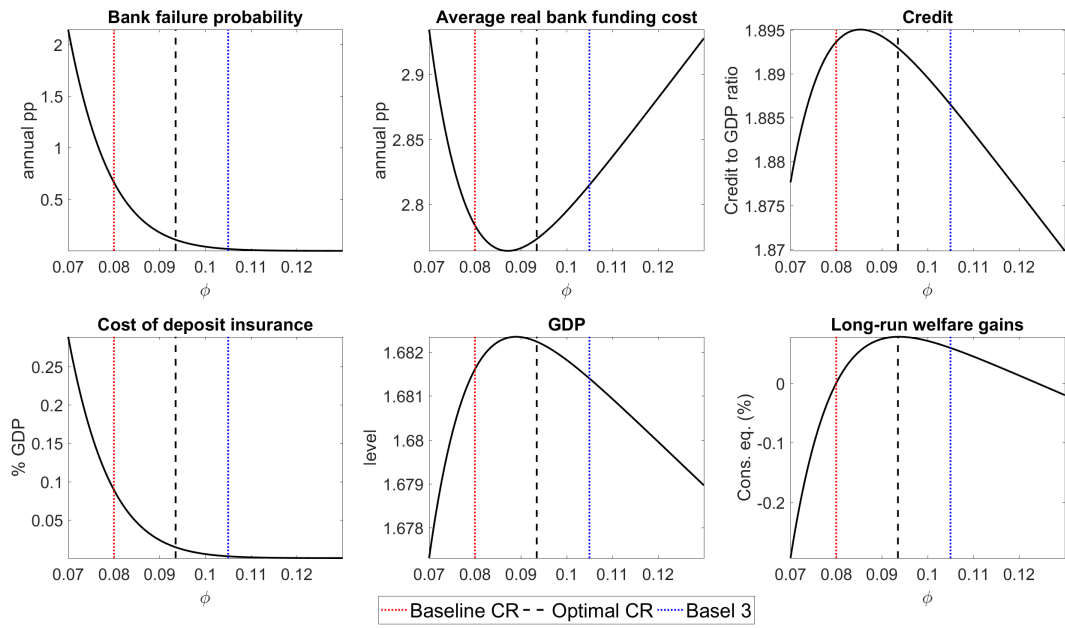 Bank failure probability
annual pp
2
1.5
1
0.5
0.07 0.08 0.09 0.1 0.11 0.12
ϕ
Average real bank funding cost
annual pp
2.9
2.85
2.8
0.07 0.08 0.09 0.1 0.11 0.12
ϕ
Credit
Credit to GDP ratio
1.895
1.89
1.885
1.88
1.875
1.87
0.07 0.08 0.09 0.1 0.11 0.12
ϕ
Cost of deposit insurance
% GDP
0.25
0.2
0.15
0.1
0.05
0.07 0.08 0.09 0.1 0.11 0.12
ϕ
GDP
level
1.682
1.681
1.68
1.679
1.678
0.07 0.08 0.09 0.1 0.11 0.12
ϕ
Long-run welfare gains
Cons. eq. (%)
0
-0.1
-0.2
0.07 0.08 0.09 0.1 0.11 0.12
ϕ
Baseline CR Optimal CR Basel 3